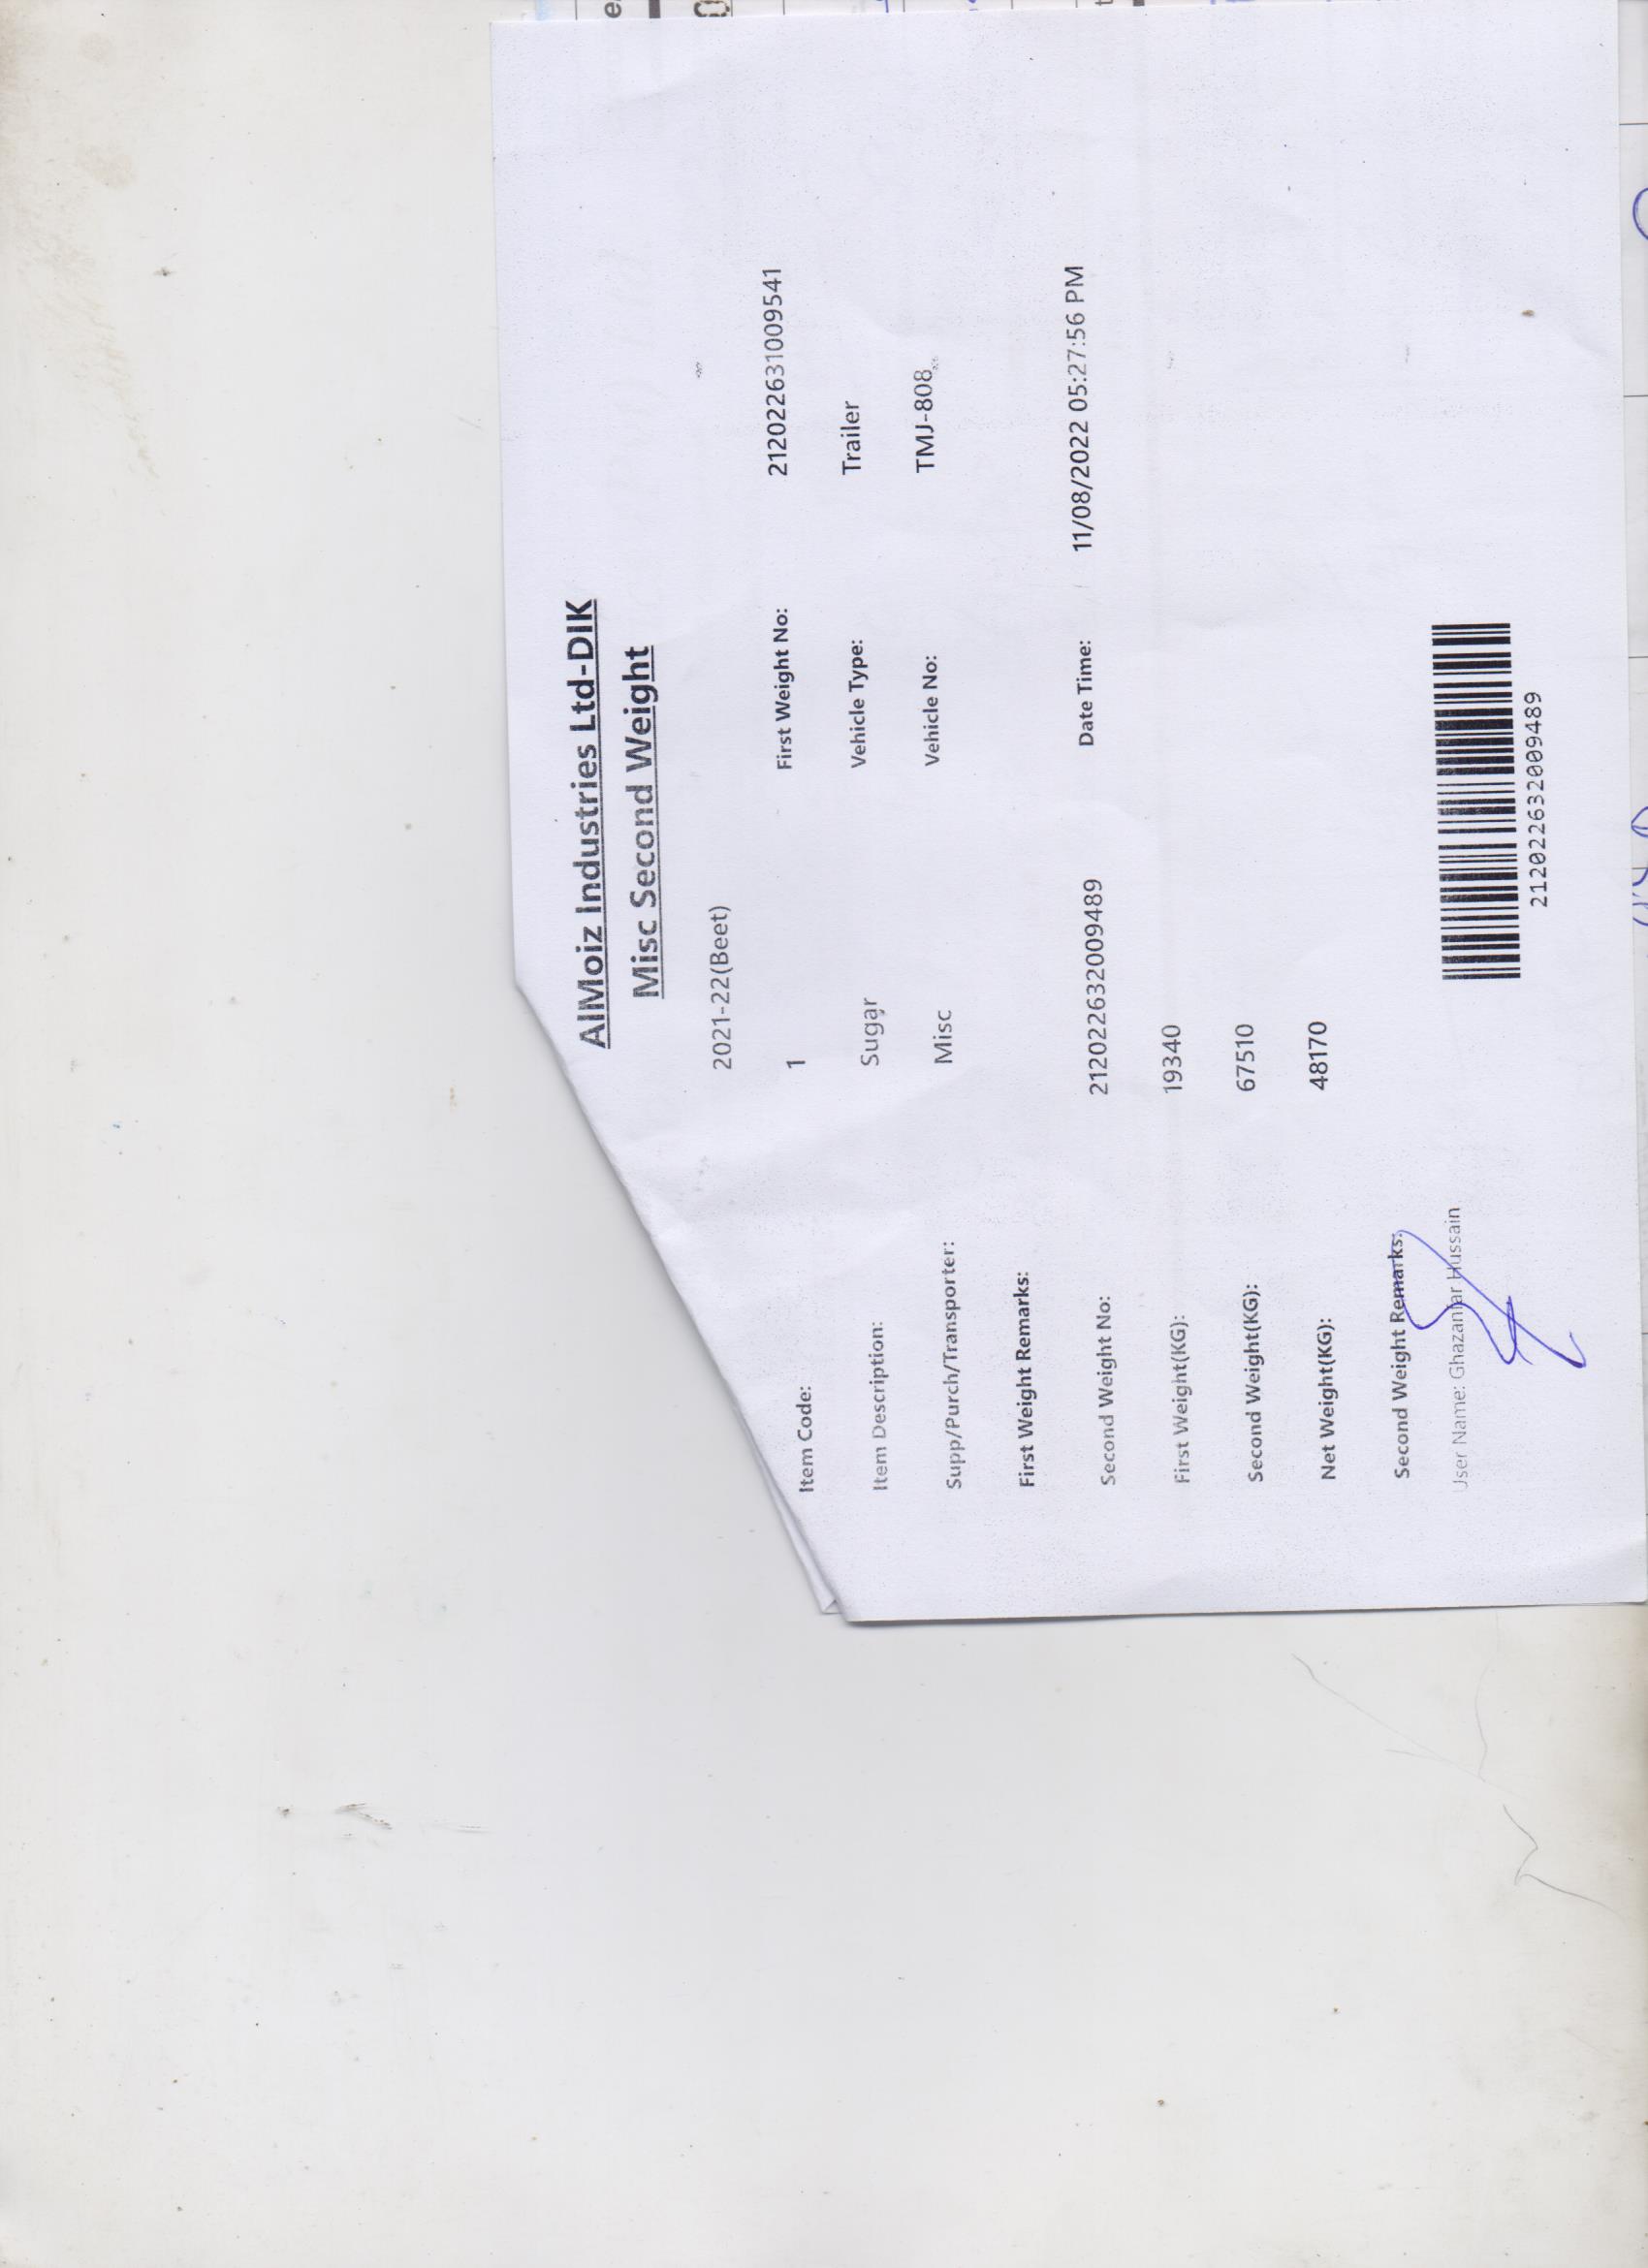 AlMoiz Industries Ltd-DIK
Misc Second Weight
2021-22(Beet)
Item Code: 1 First Weight No: 212022631009541
Item Description: Sugar Vehicle Type: Trailer
Supp/Purch/Transporter: Misc Vehicle No: TMJ-808
First Weight Remarks:
Second Weight No: 212022632009489 Date Time: 11/08/2022 05:27:56 PM
First Weight(KG): 19340
Second Weight(KG): 67510
Net Weight(KG): 48170
Second Weight Remarks:
User Name: Ghazanfar Hussain
212022632009489